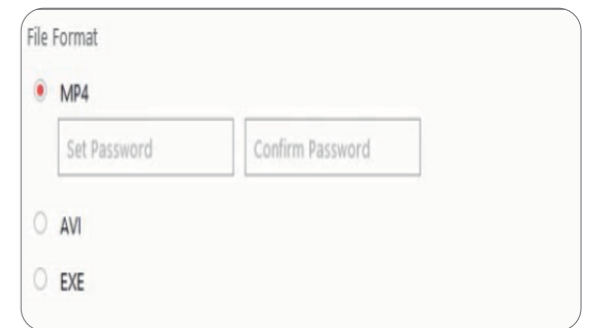 File Format
MP4
Set Password Confirm Password
AVI
EXE